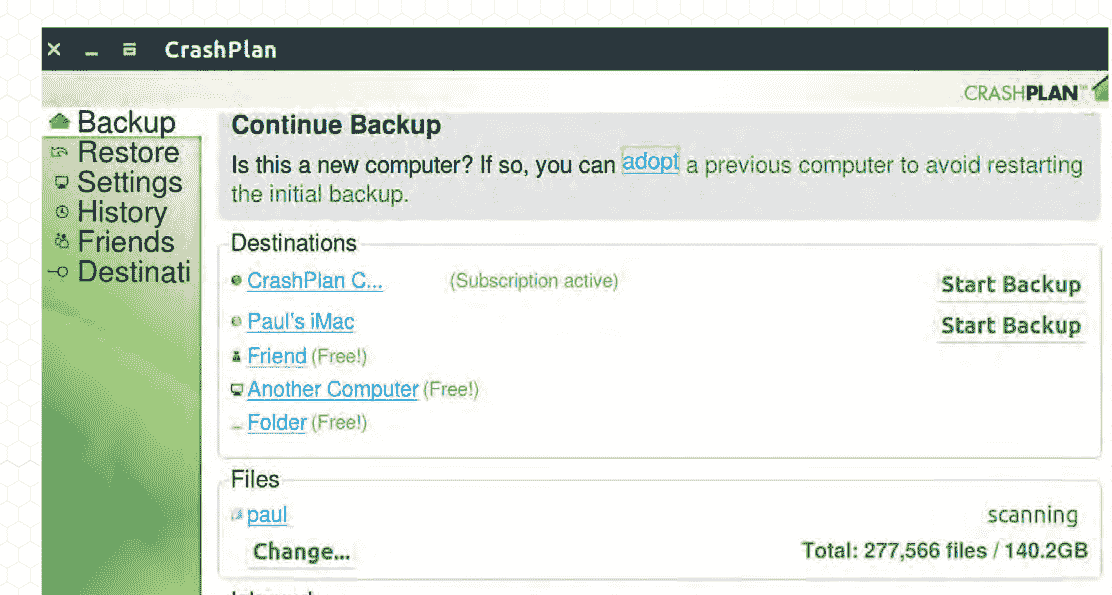 CrashPlan
CRASHPLAN™
Backup
Restore
Settings
History
Friends
Destinati
Continue Backup
Is this a new computer? If so, you can adopt a previous computer to avoid restarting
the initial backup.
Destinations
CrashPlan C... (Subscription active) Start Backup
Paul's iMac Start Backup
Friend (Free!)
Another Computer (Free!)
Folder (Free!)
Files
paul scanning
Change... Total: 277,566 files / 140.2GB